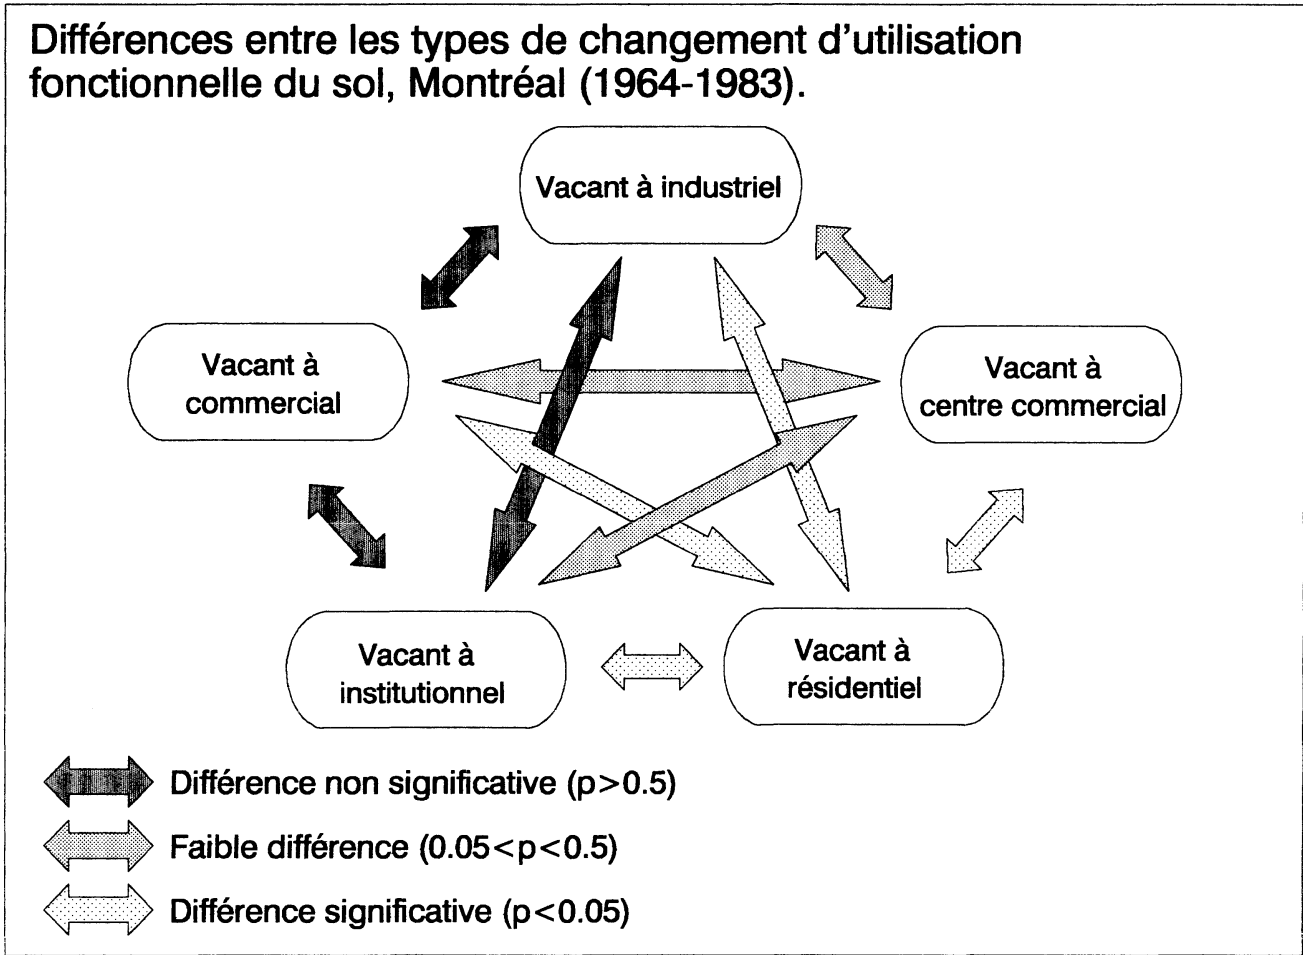 Différences entre les types de changement d'utilisation
fonctionnelle du sol, Montréal (1964-1983).
Vacant à industriel
Vacant à
commercial
Vacant à
centre commercial
Vacant à
institutionnel
Vacant à
résidentiel
Différence non significative (p>0.5)
Faible différence (0.05<p<0.5)
Différence significative (p<0.05)